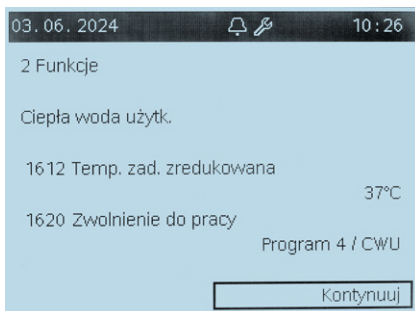 03.06.2024 10:26
2 Funkcje
Ciepła woda użytk.
1612 Temp. zad. zredukowana
37°C
1620 Zwolnienie do pracy
Program 4 / CWU
Kontynuuj